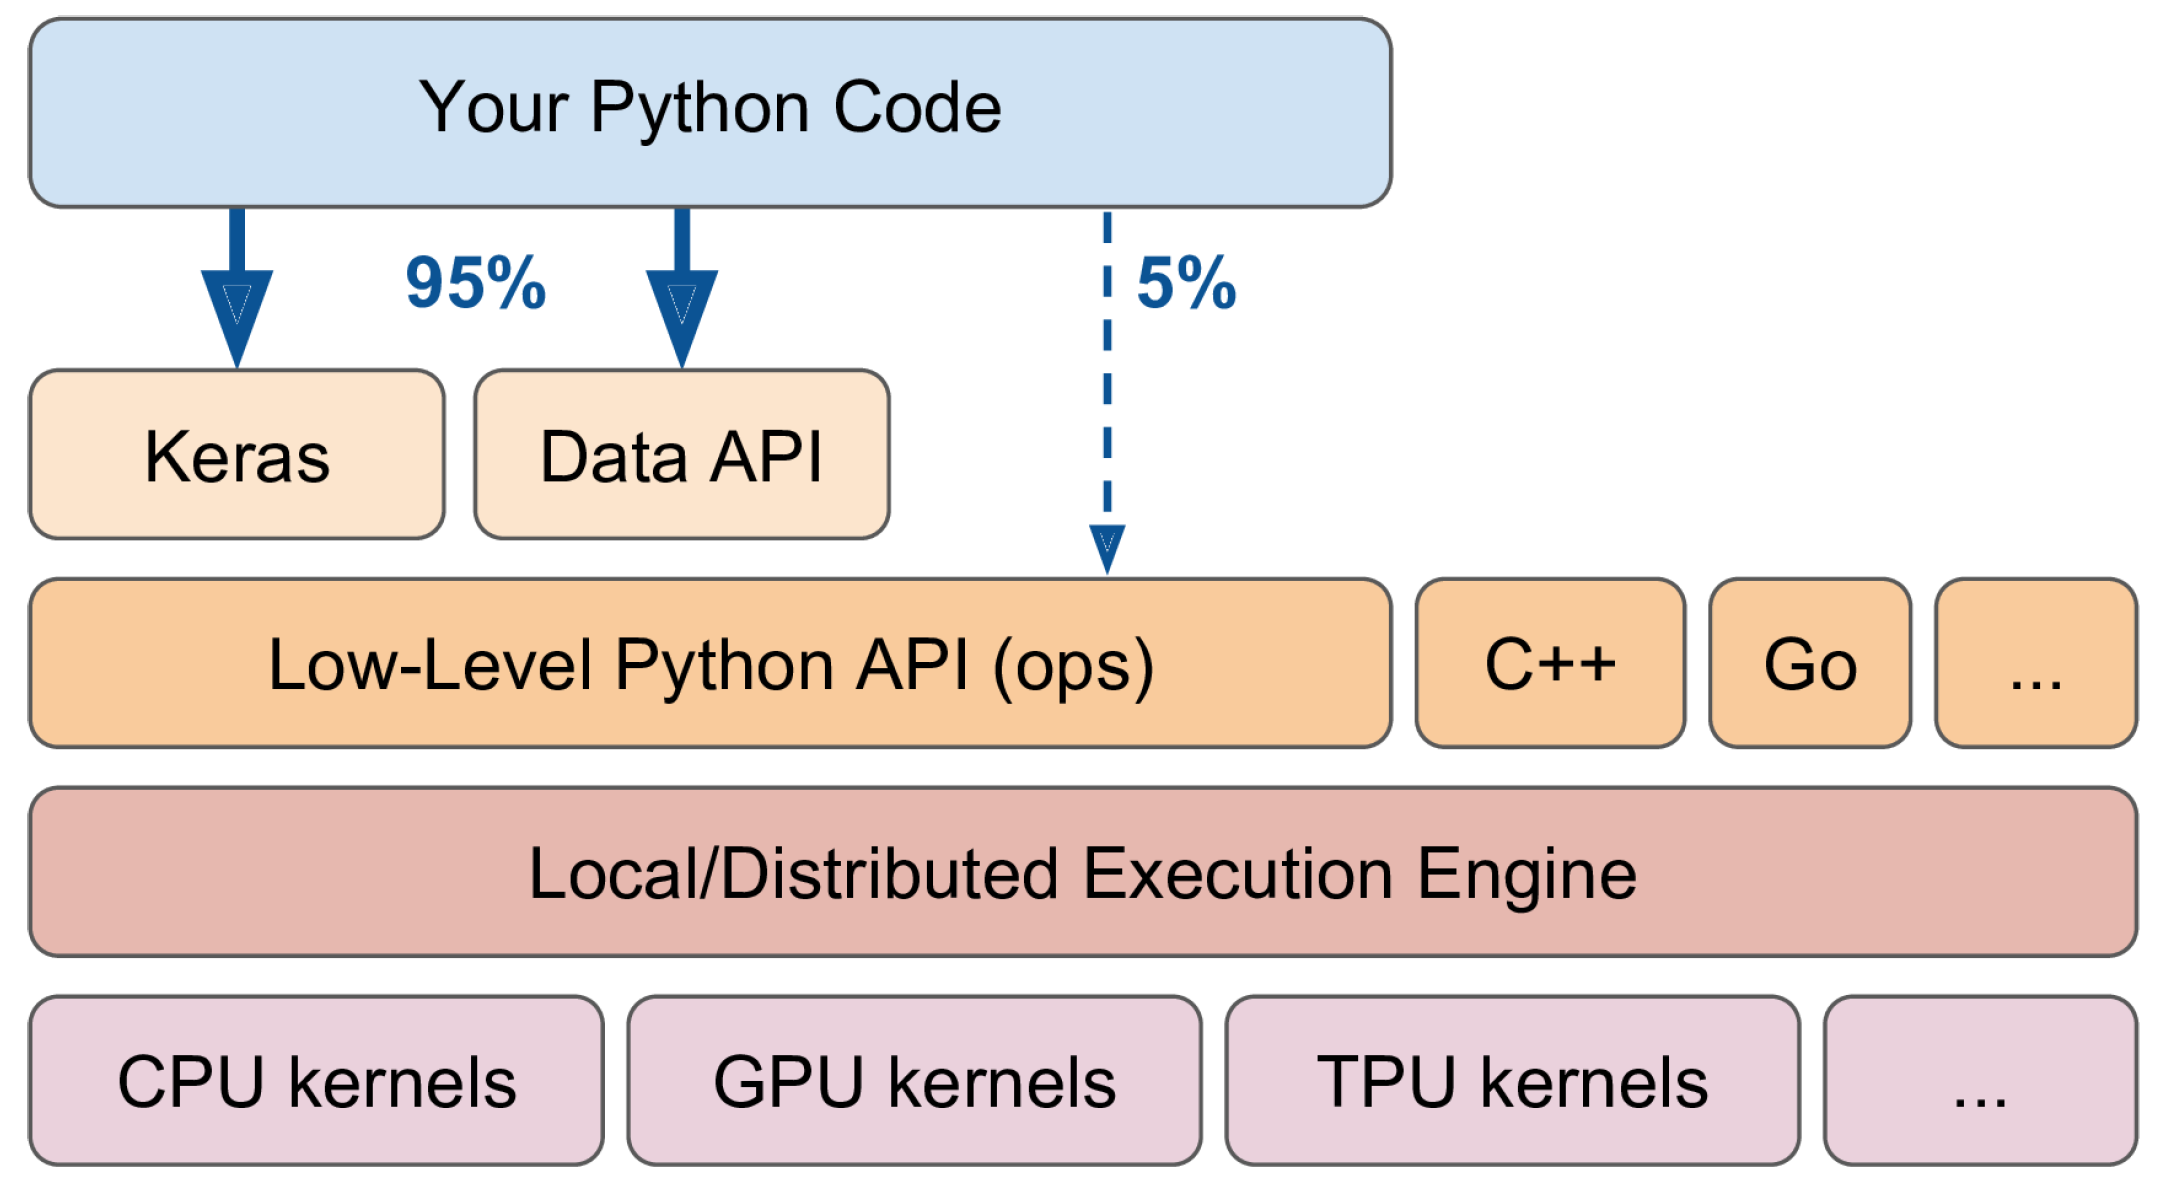 Your Python Code
95%
5%
Keras
Data API
Low-Level Python API (ops)
C++
Go
...
Local/Distributed Execution Engine
CPU kernels
GPU kernels
TPU kernels
...